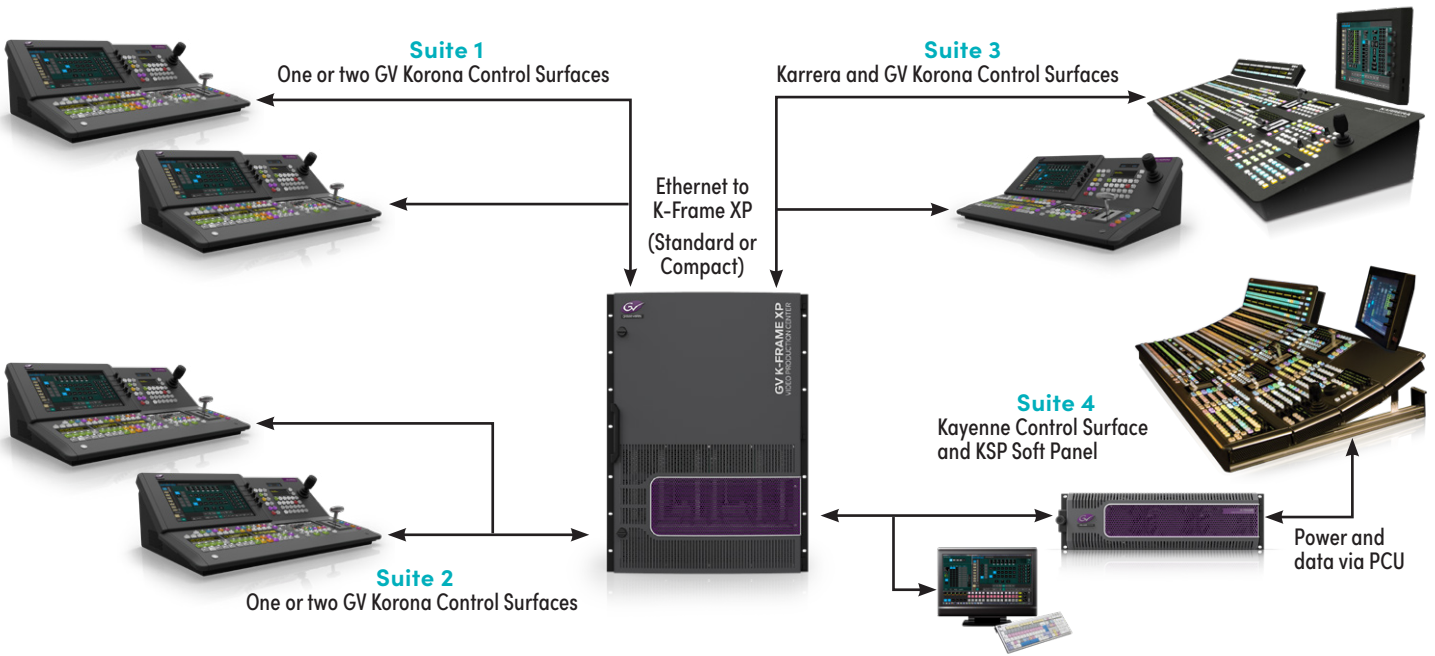 Suite 1
One or two GV Korona Control Surfaces
Suite 3
Karrera and GV Korona Control Surfaces
KARRERA
Ethernet to
K-Frame XP
(Standard or
Compact)
GV K-FRAME XP
VIDEO PRODUCTION CENTER
GV
Suite 2
One or two GV Korona Control Surfaces
Suite 4
Kayenne Control Surface
and KSP Soft Panel
Power and
data via PCU